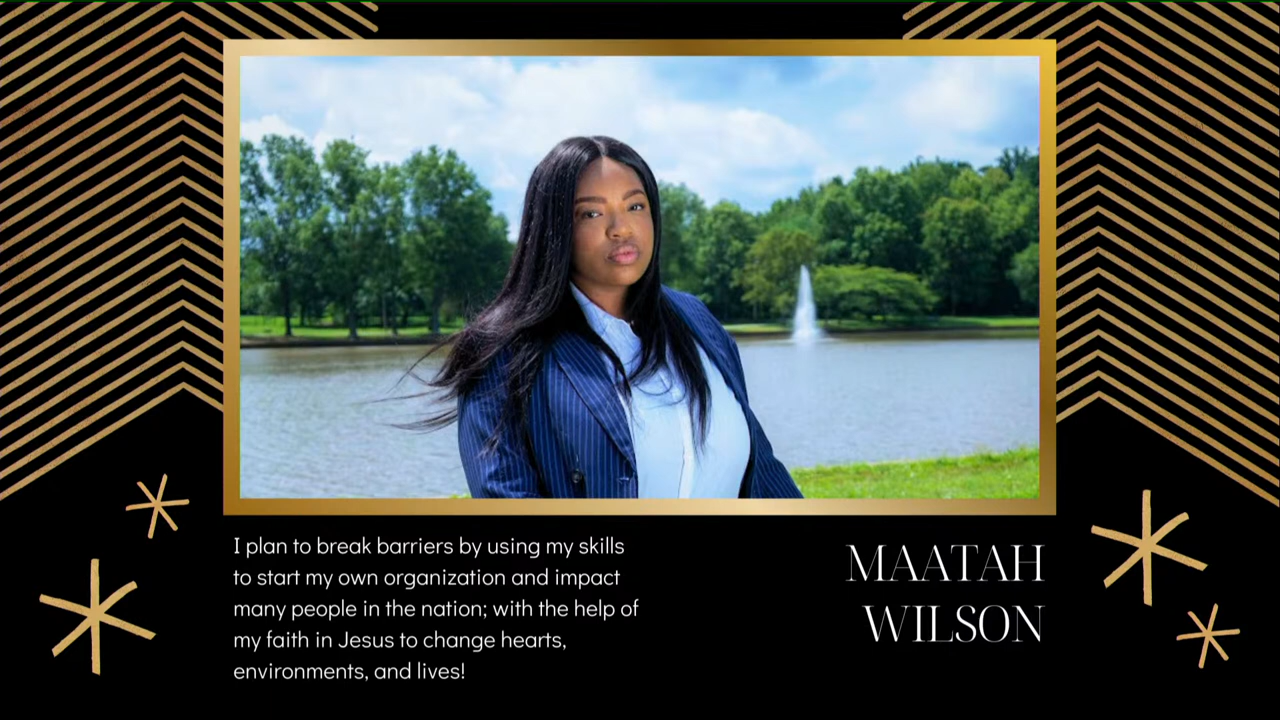 I plan to break barriers by using my skills
to start my own organization and impact
many people in the nation; with the help of
my faith in Jesus to change hearts,
environments, and lives!
MAATAH
WILSON